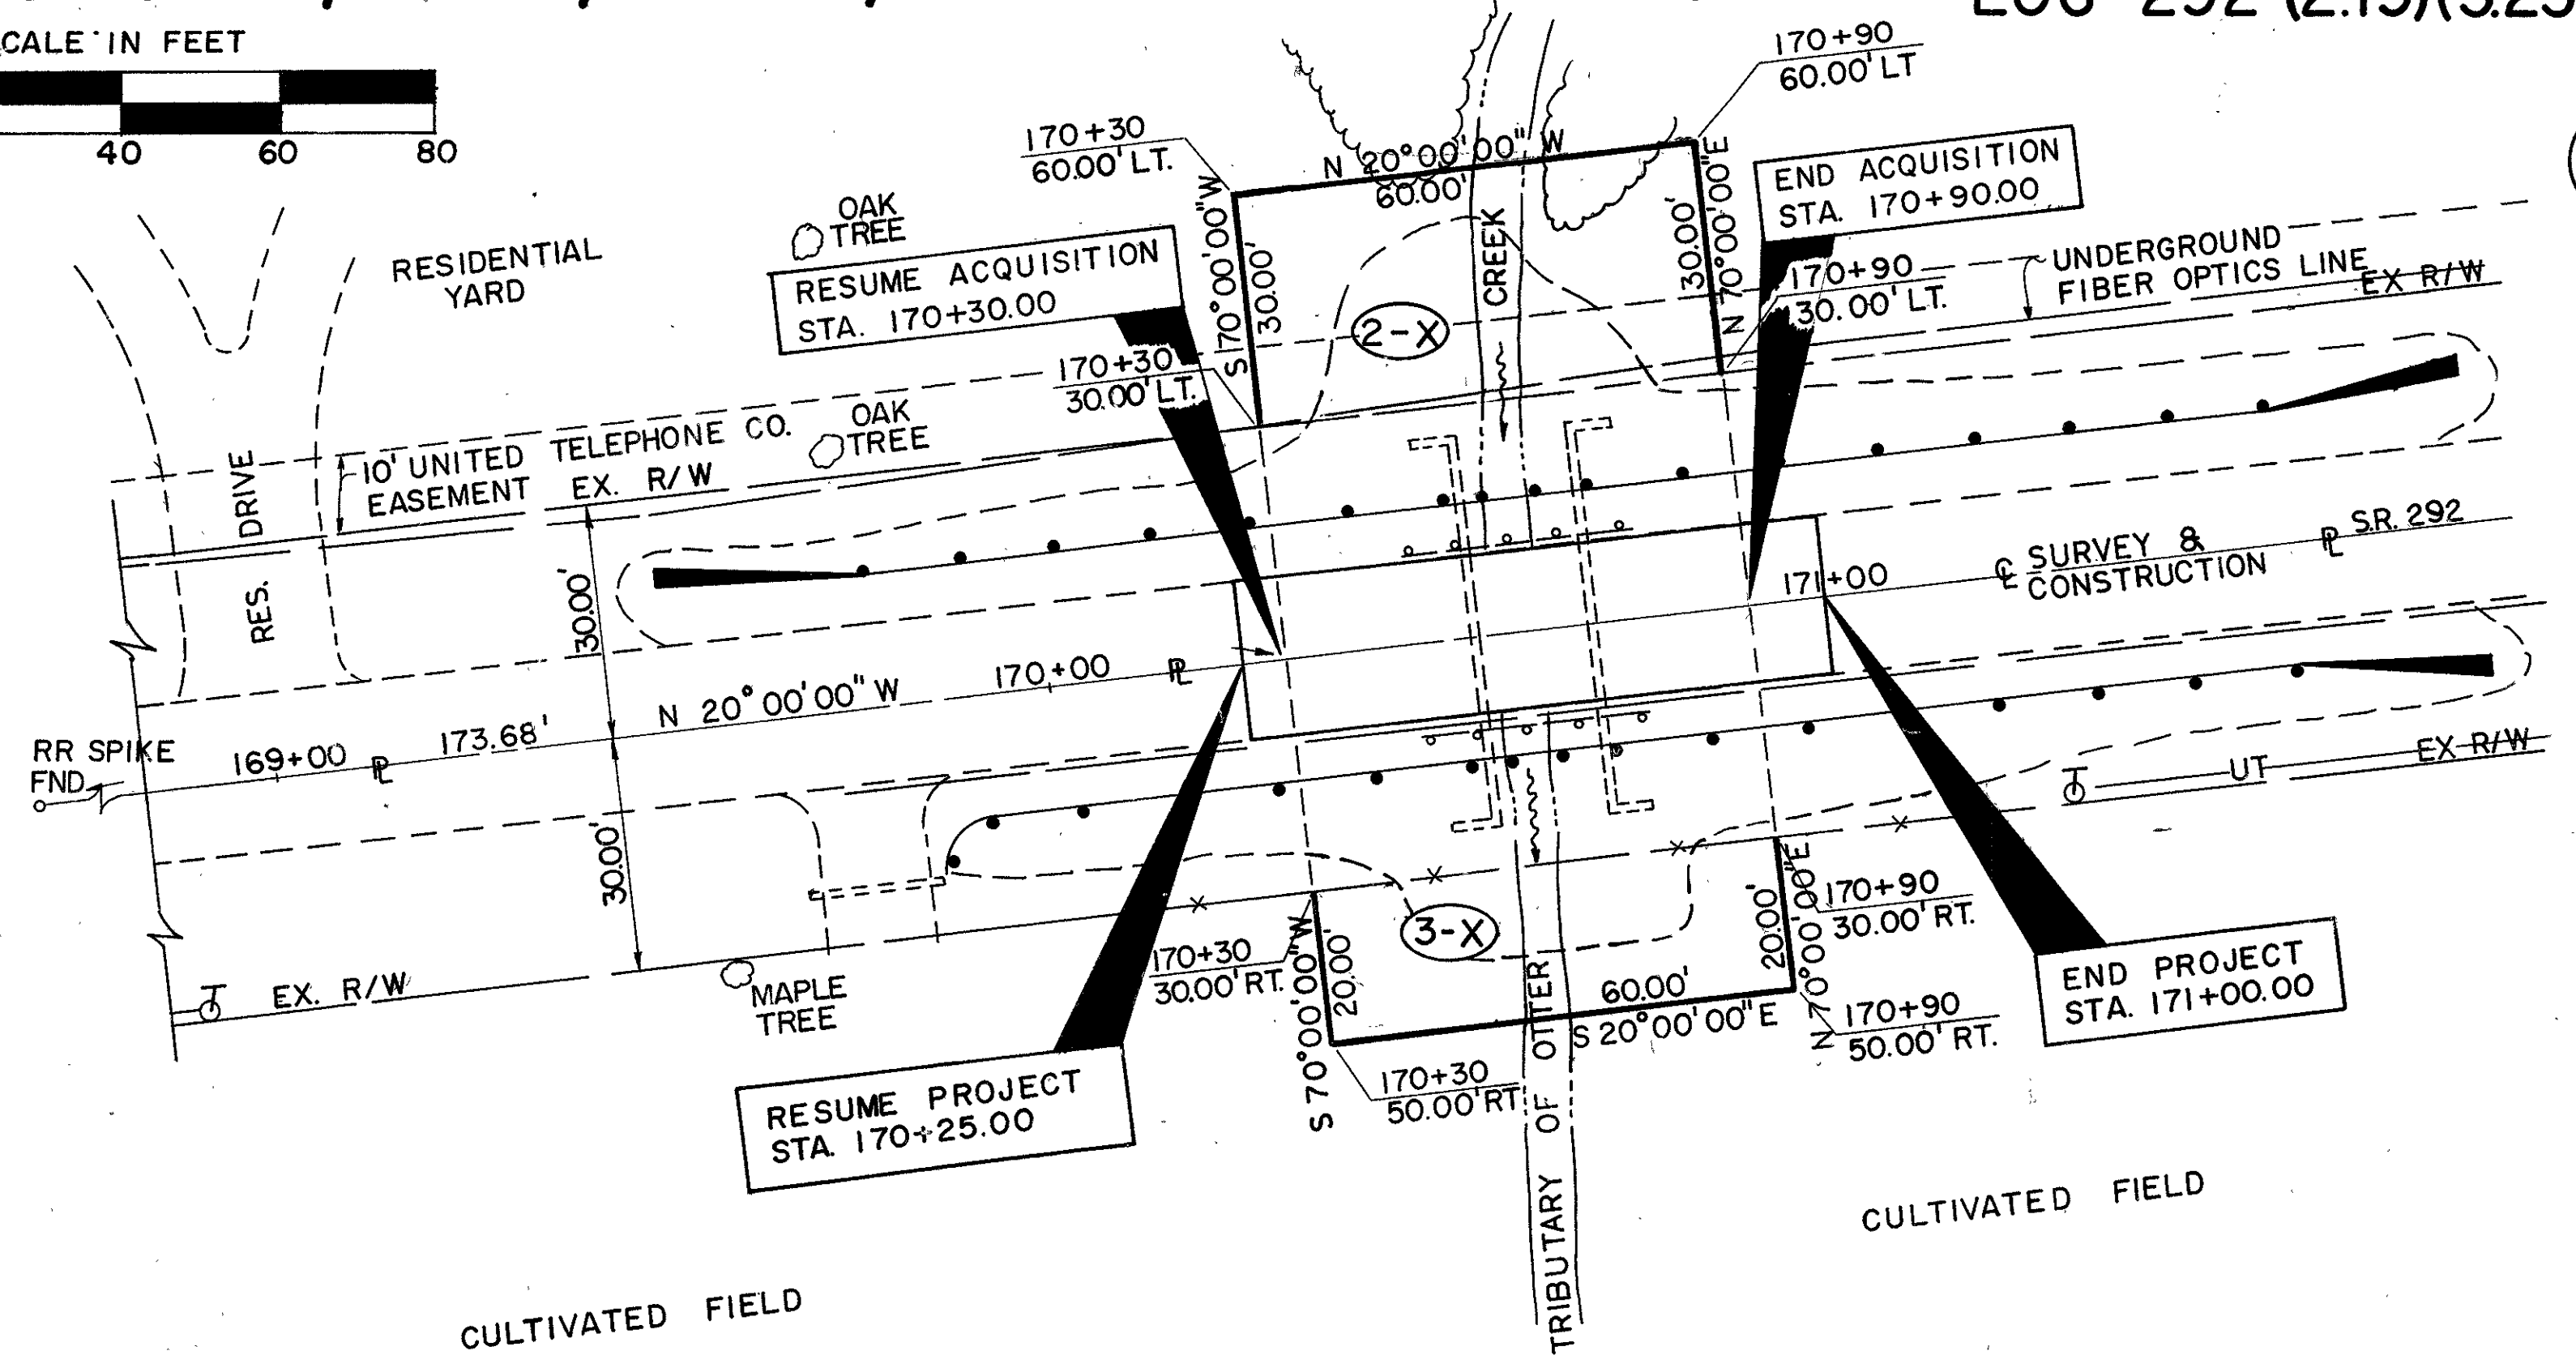 CALE IN FEET
40 60 80
170+90
60.00' LT
170+30
60.00' LT.
N 20°00'00" W
60.00'
END ACQUISITION
STA. 170+90.00
OAK
TREE
RESIDENTIAL
YARD
RESUME ACQUISITION
STA. 170+30.00
S 70°00'00" W
30.00'
CREEK
30.00'
N 70°00'00" E
170+90
30.00' LT.
UNDERGROUND
FIBER OPTICS LINE
EX R/W
2-X
170+30
30.00' LT.
OAK
TREE
10' UNITED TELEPHONE CO.
EASEMENT
EX. R/W
RES. DRIVE
30.00'
171+00
℄ SURVEY &
CONSTRUCTION
PL S.R. 292
170+00 PL
N 20°00'00" W
173.68'
169+00 PL
RR SPIKE
FND
30.00'
EX R/W
UT
T
3-X
170+30
30.00' RT.
S 70°00'00" W
20.00'
20.00'
N 70°00'00" E
170+90
30.00' RT.
60.00'
S 20°00'00" E
170+90
50.00' RT.
END PROJECT
STA. 171+00.00
T
EX. R/W
MAPLE
TREE
170+30
50.00' RT
RESUME PROJECT
STA. 170+25.00
TRIBUTARY OF OTTER
CULTIVATED FIELD
CULTIVATED FIELD